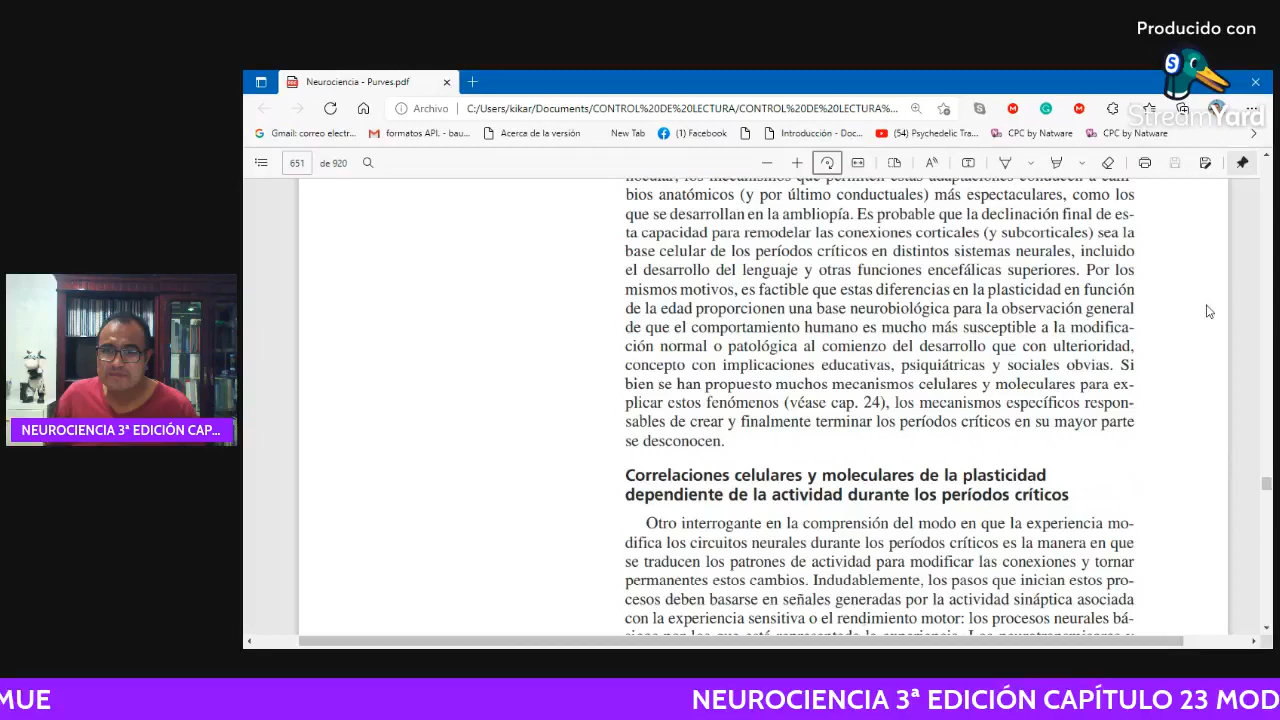 Producido con
StreamYard
Neurociencia - Purves.pdf
Archivo
C:/Users/kikar/Documents/CONTROL%20DE%20LECTURA/CONTROL%20DE%20LECTURA%...
Gmail: correo electr...
formatos API. - bau...
Acerca de la versión
New Tab
(1) Facebook
Introducción - Doc...
(54) Psychedelic Tra...
CPC by Natware
CPC by Natware
651
de 920
bios anatómicos (y por último conductuales) más espectaculares, como los
que se desarrollan en la ambliopía. Es probable que la declinación final de es-
ta capacidad para remodelar las conexiones corticales (y subcorticales) sea la
base celular de los períodos críticos en distintos sistemas neurales, incluido
el desarrollo del lenguaje y otras funciones encefálicas superiores. Por los
mismos motivos, es factible que estas diferencias en la plasticidad en función
de la edad proporcionen una base neurobiológica para la observación general
de que el comportamiento humano es mucho más susceptible a la modifica-
ción normal o patológica al comienzo del desarrollo que con ulterioridad,
concepto con implicaciones educativas, psiquiátricas y sociales obvias. Si
bien se han propuesto muchos mecanismos celulares y moleculares para ex-
plicar estos fenómenos (véase cap. 24), los mecanismos específicos respon-
sables de crear y finalmente terminar los períodos críticos en su mayor parte
se desconocen.
Correlaciones celulares y moleculares de la plasticidad
dependiente de la actividad durante los períodos críticos
Otro interrogante en la comprensión del modo en que la experiencia mo-
difica los circuitos neurales durante los períodos críticos es la manera en que
se traducen los patrones de actividad para modificar las conexiones y tornar
permanentes estos cambios. Indudablemente, los pasos que inician estos pro-
cesos deben basarse en señales generadas por la actividad sináptica asociada
con la experiencia sensitiva o el rendimiento motor: los procesos neurales bá-
NEUROCIENCIA 3ª EDICIÓN CAP...
MUE
NEUROCIENCIA 3ª EDICIÓN CAPÍTULO 23 MOD